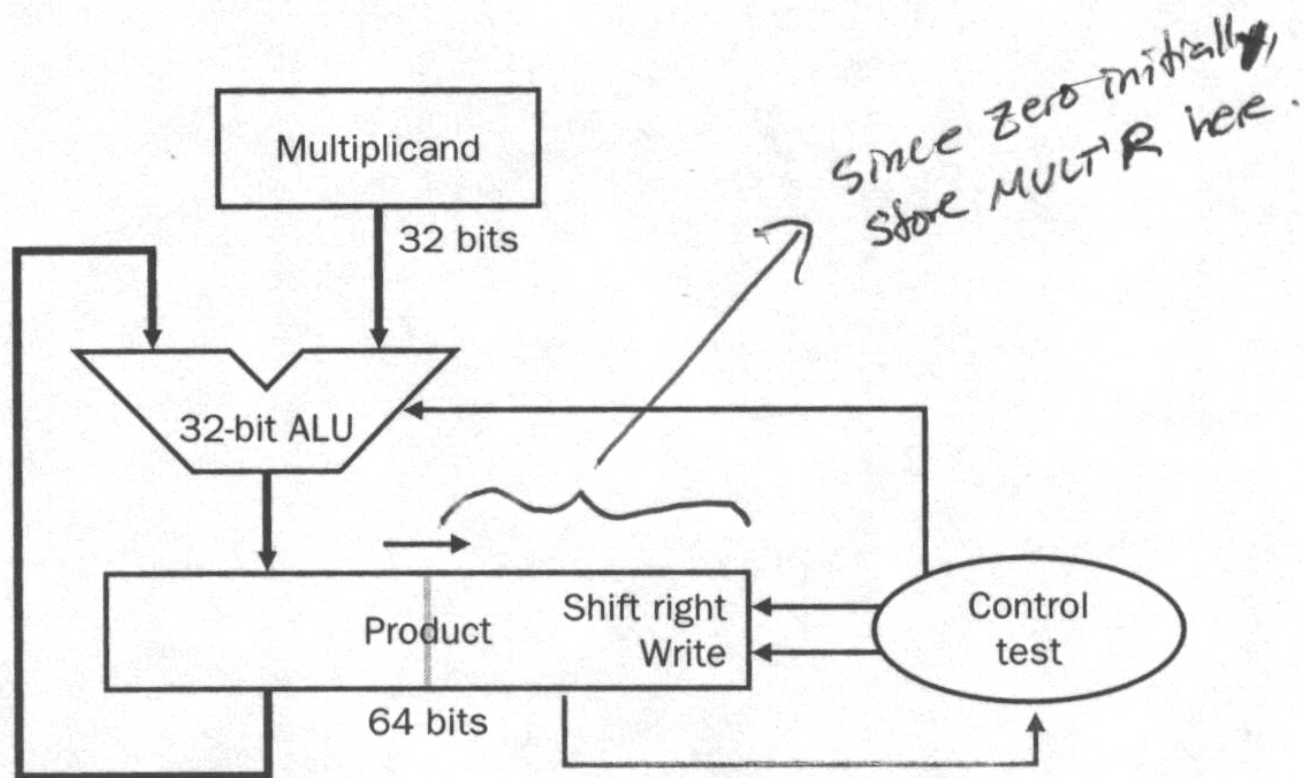 Since zero initially,
store MULT'R here.
Multiplicand
32 bits
32-bit ALU
Product
Shift right
Write
Control
test
64 bits